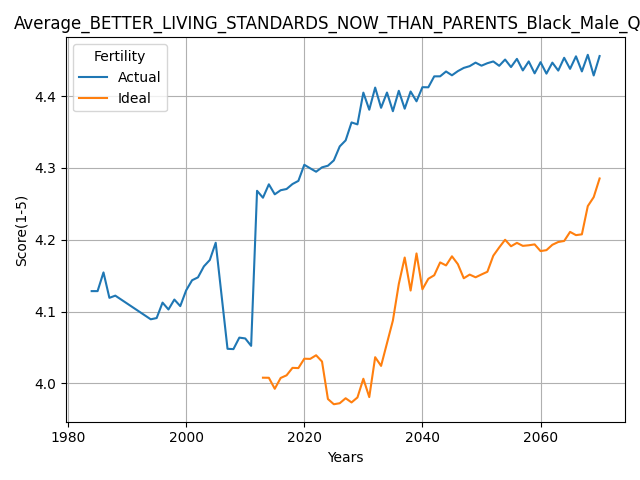 Average_BETTER_LIVING_STANDARDS_NOW_THAN_PARENTS_Black_Male_Q
Fertility
Actual
Ideal
Score(1-5)
4.4
4.3
4.2
4.1
4.0
1980 2000 2020 2040 2060
Years